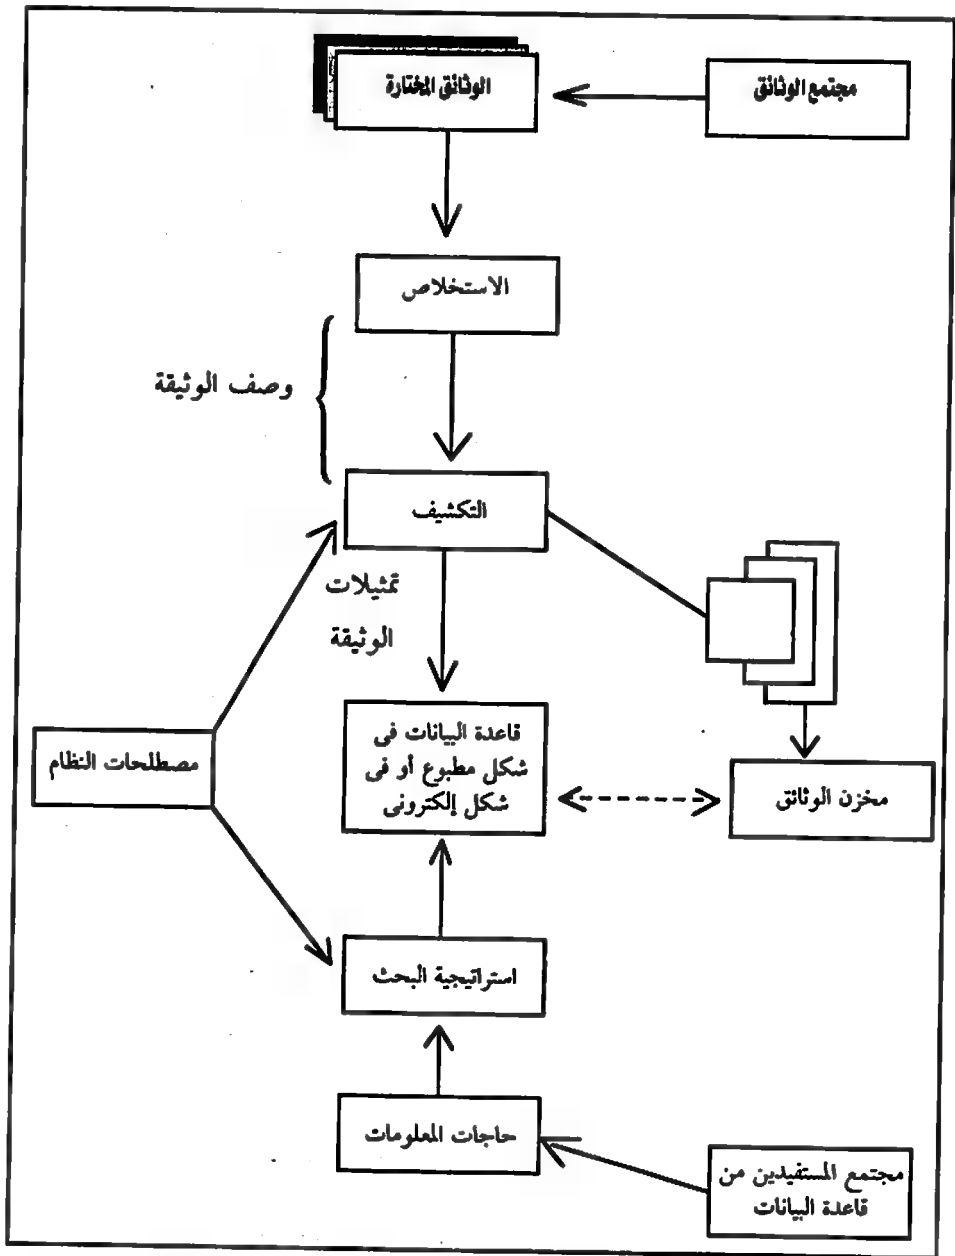 مجتمع الوثائق
الوثائق المختارة
الاستخلاص
وصف الوثيقة
التكشيف
تمثيلات
الوثيقة
قاعدة البيانات فى
شكل مطبوع أو فى
شكل إلكترونى
مصطلحات النظام
مخزن الوثائق
استراتيجية البحث
حاجات المعلومات
مجتمع المستفيدين من
قاعدة البيانات